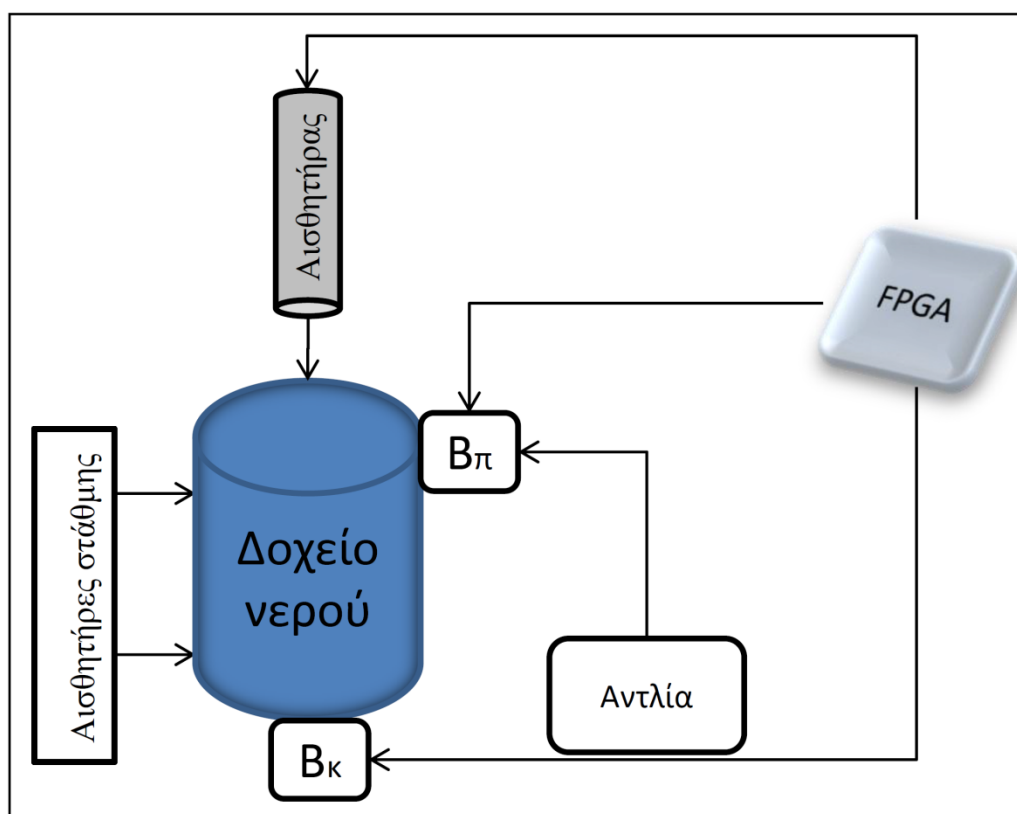 Αισθητήρας
FPGA
Βπ
Αισθητήρες στάθμης
Δοχείο
νερού
Αντλία
Βκ